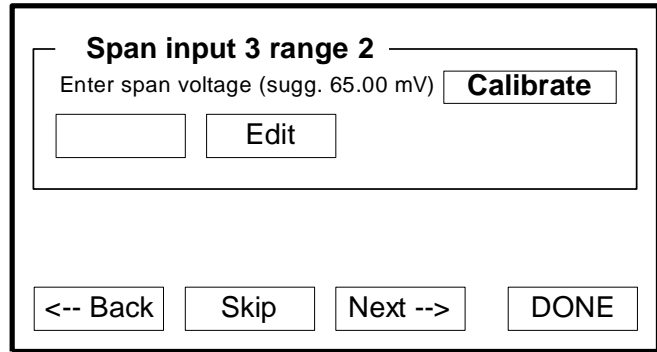 Span input 3 range 2
Enter span voltage (sugg. 65.00 mV) Calibrate
Edit
<-- Back Skip Next --> DONE